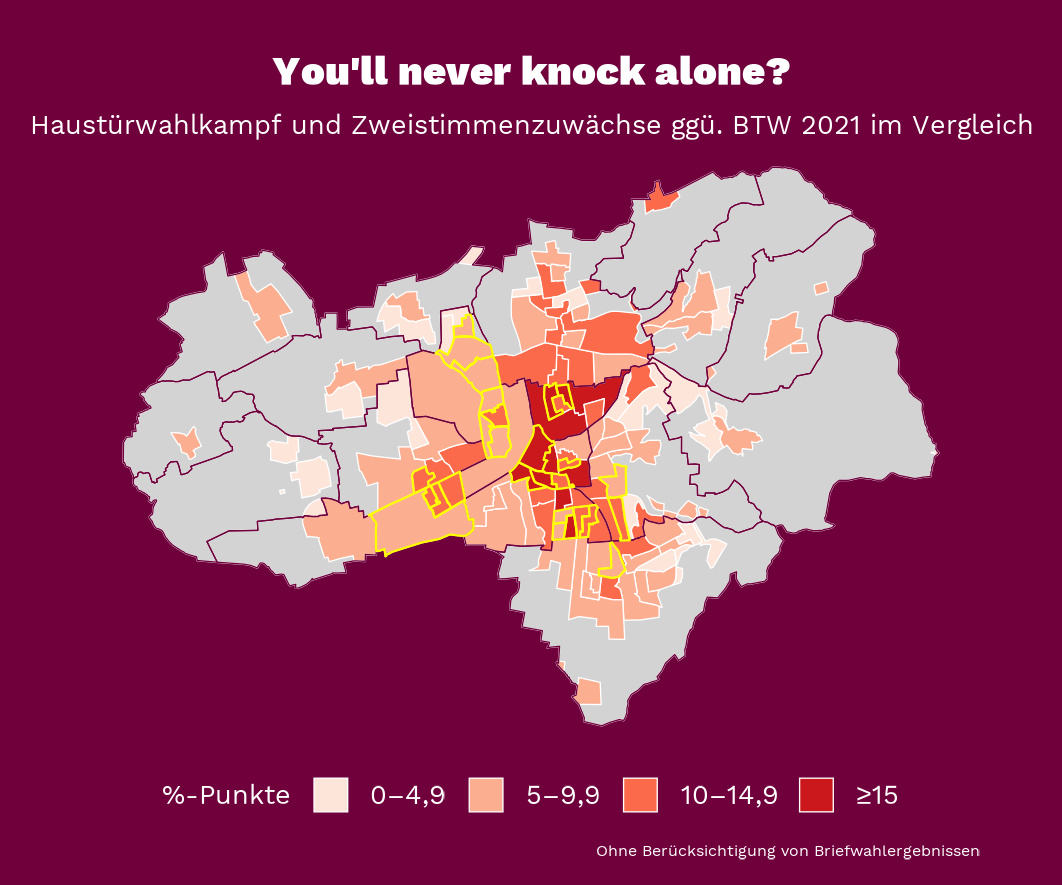 You'll never knock alone?
Haustürwahlkampf und Zweistimmenzuwächse ggü. BTW 2021 im Vergleich
%-Punkte 0–4,9 5–9,9 10–14,9 ≥15
Ohne Berücksichtigung von Briefwahlergebnissen